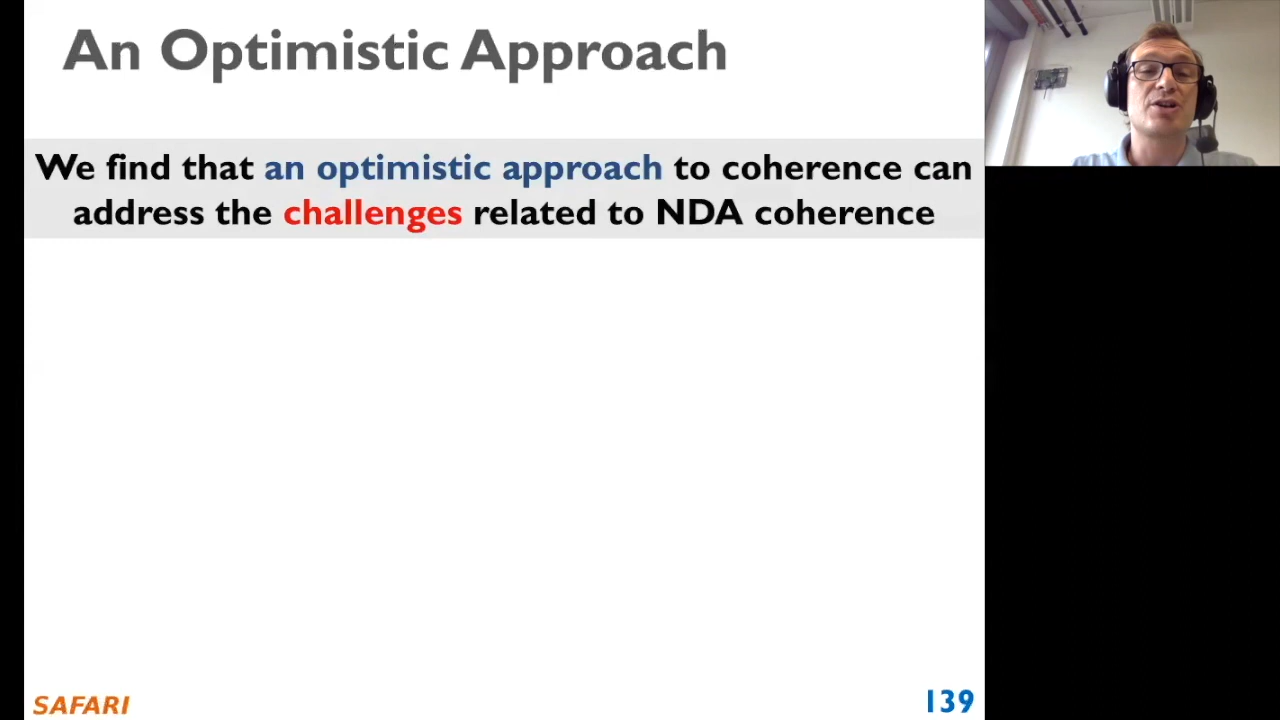 An Optimistic Approach
We find that an optimistic approach to coherence can
address the challenges related to NDA coherence
SAFARI
139